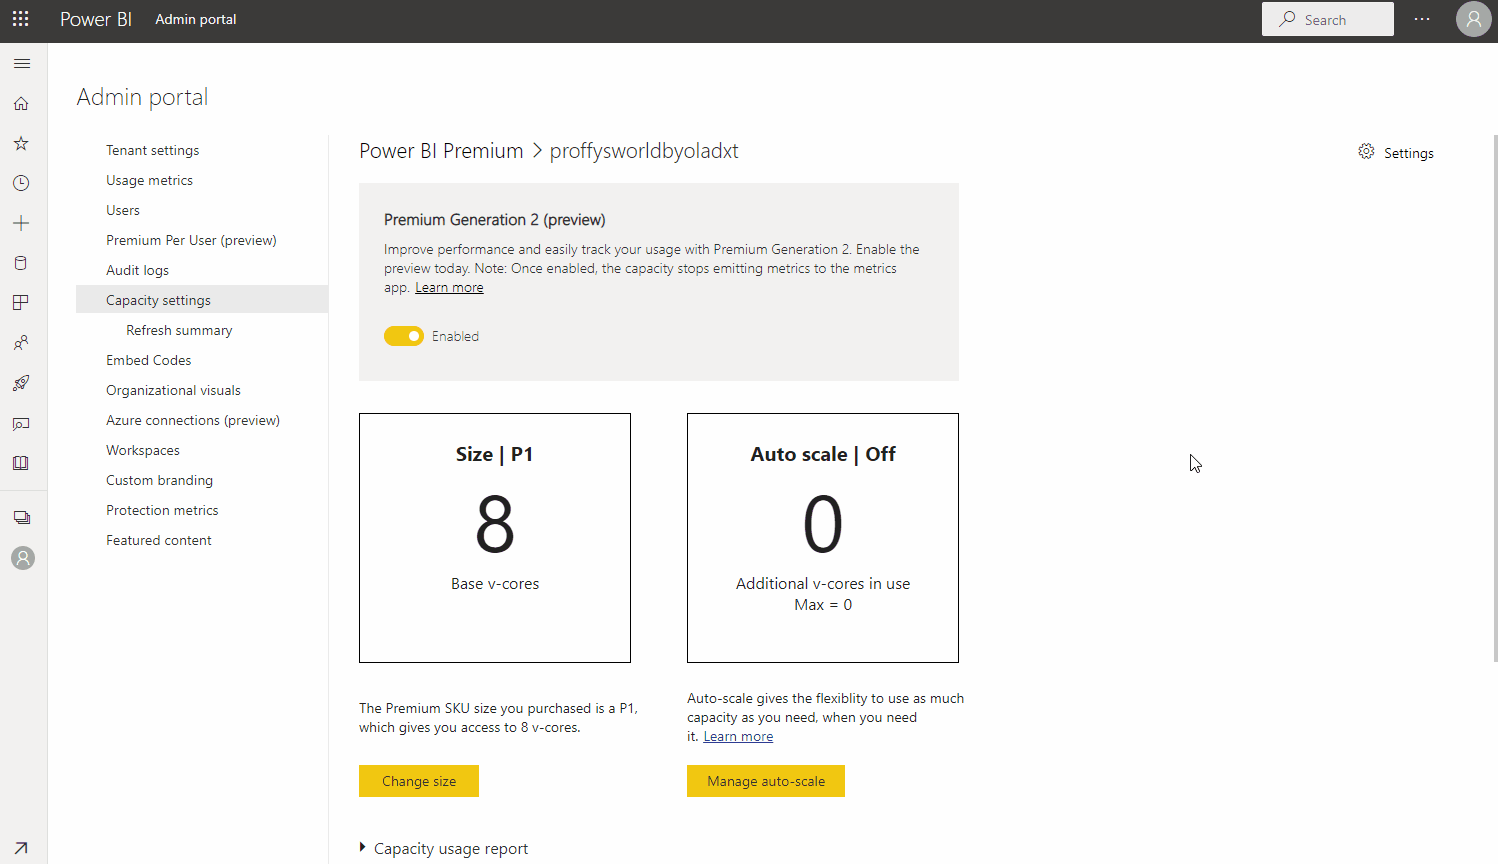 Power BI Admin portal
Search
Admin portal
Tenant settings
Usage metrics
Users
Premium Per User (preview)
Audit logs
Capacity settings
Refresh summary
Embed Codes
Organizational visuals
Azure connections (preview)
Workspaces
Custom branding
Protection metrics
Featured content
Power BI Premium > proffysworldbyoladxt
Settings
Premium Generation 2 (preview)
Improve performance and easily track your usage with Premium Generation 2. Enable the
preview today. Note: Once enabled, the capacity stops emitting metrics to the metrics
app. Learn more
Enabled
Size | P1
8
Base v-cores
The Premium SKU size you purchased is a P1,
which gives you access to 8 v-cores.
Change size
Auto scale | Off
0
Additional v-cores in use
Max = 0
Auto-scale gives the flexiblity to use as much
capacity as you need, when you need
it. Learn more
Manage auto-scale
Capacity usage report